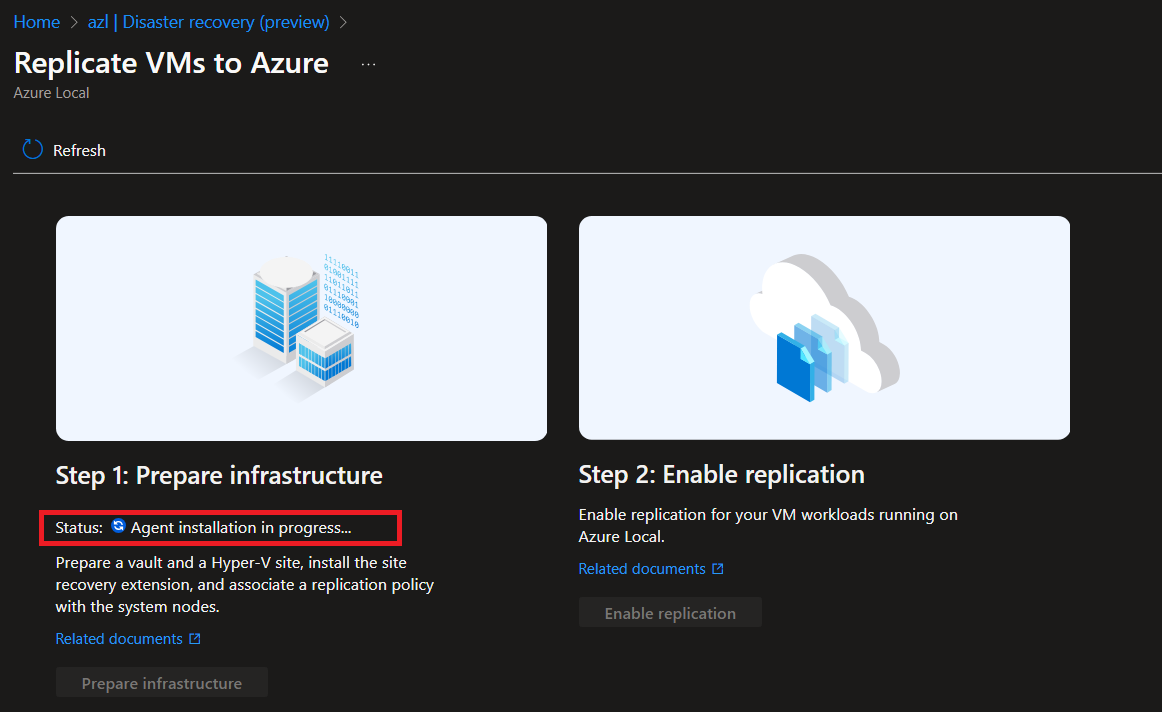 Home > azl | Disaster recovery (preview) >
Replicate VMs to Azure ...
Azure Local
Refresh
11110011
01001111
11011011
01110001
10000000
01110010
Step 1: Prepare infrastructure
Status: Agent installation in progress...
Prepare a vault and a Hyper-V site, install the site
recovery extension, and associate a replication policy
with the system nodes.
Related documents
Prepare infrastructure
Step 2: Enable replication
Enable replication for your VM workloads running on
Azure Local.
Related documents
Enable replication